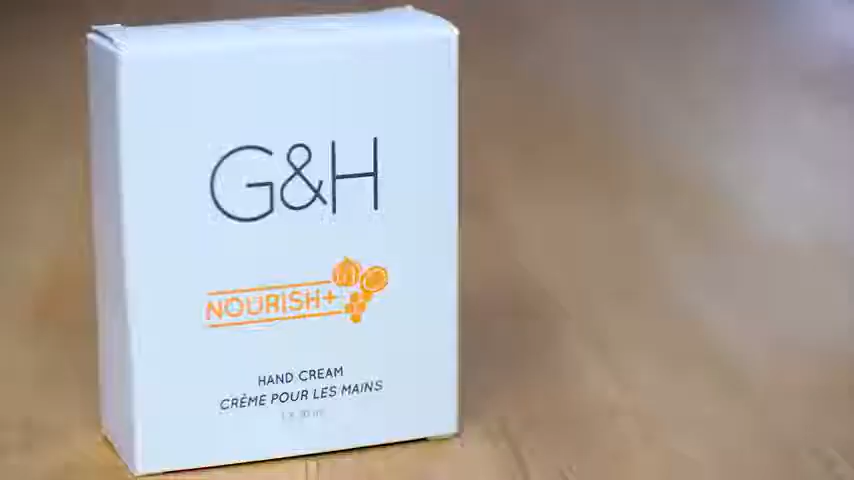 G&H
NOURISH+
HAND CREAM
CRÈME POUR LES MAINS